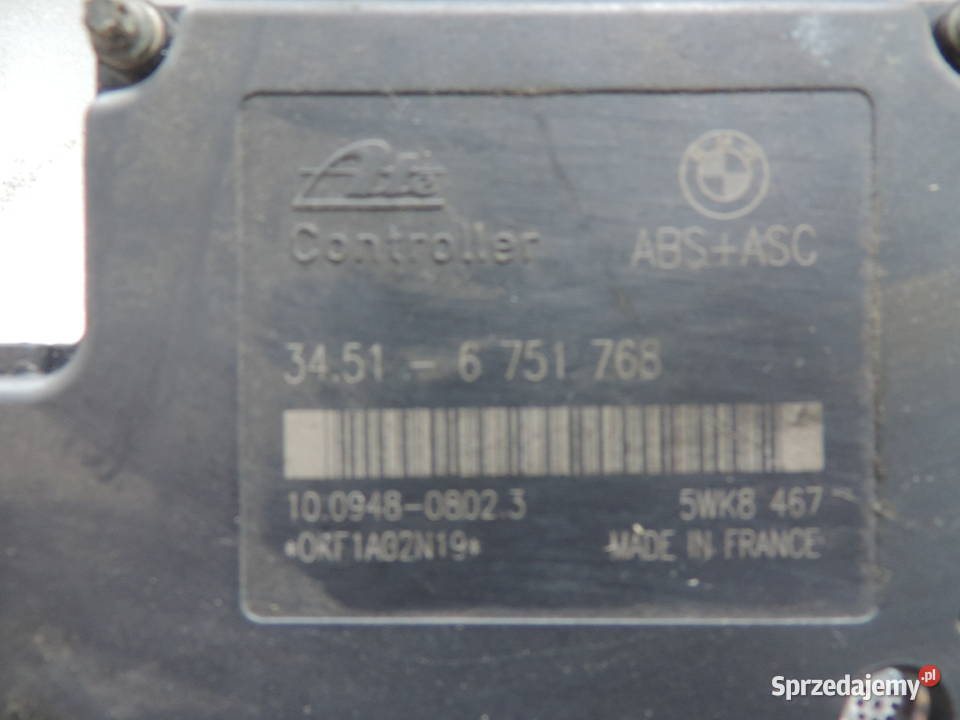 Ate
Controller
ABS+ASC
34.51 - 6 751 768
10.0948-0802.3
5WK8 467
*OKF1AB2N19*
MADE IN FRANCE
Sprzedajemy.pl